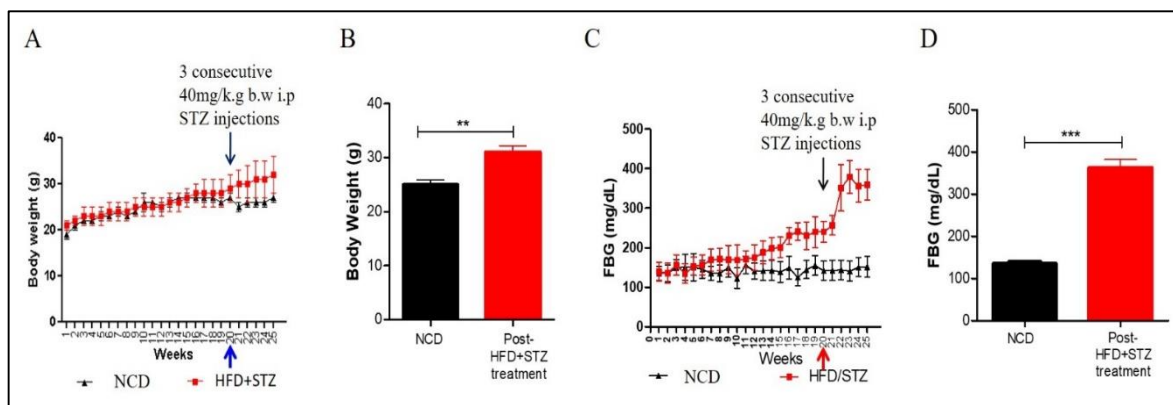 A
3 consecutive
40mg/k.g b.w i.p
STZ injections
Body weight (g)
40
30
20
10
0
1 2 3 4 5 6 7 8 9 10 11 12 13 14 15 16 17 18 19 20 21 22 23 24 25
Weeks
NCD HFD+STZ
B
**
Body Weight (g)
40
30
20
10
0
NCD
Post-
HFD+STZ
treatment
C
3 consecutive
40mg/k.g b.w i.p
STZ injections
FBG (mg/dL)
500
400
300
200
100
0
0 1 2 3 4 5 6 7 8 9 10 11 12 13 14 15 16 17 18 19 20 21 22 23 24 25
Weeks
NCD HFD/STZ
D
***
FBG (mg/dL)
500
400
300
200
100
0
NCD
Post-
HFD+STZ
treatment